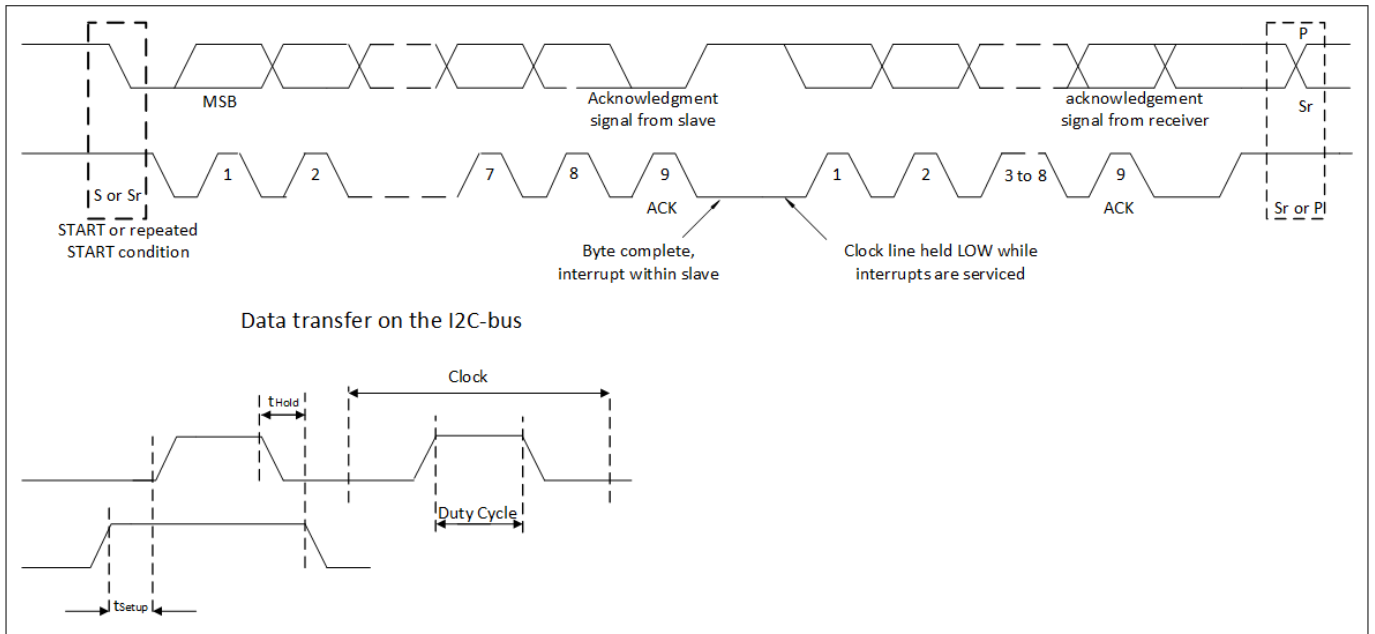 P
MSB
Acknowledgment
signal from slave
acknowledgement
signal from receiver
Sr
1
2
7
8
9
1
2
3 to 8
9
S or Sr
ACK
ACK
Sr or P
START or repeated
START condition
Byte complete,
interrupt within slave
Clock line held LOW while
interrupts are serviced
Data transfer on the I2C-bus
Clock
tHold
Duty Cycle
tSetup